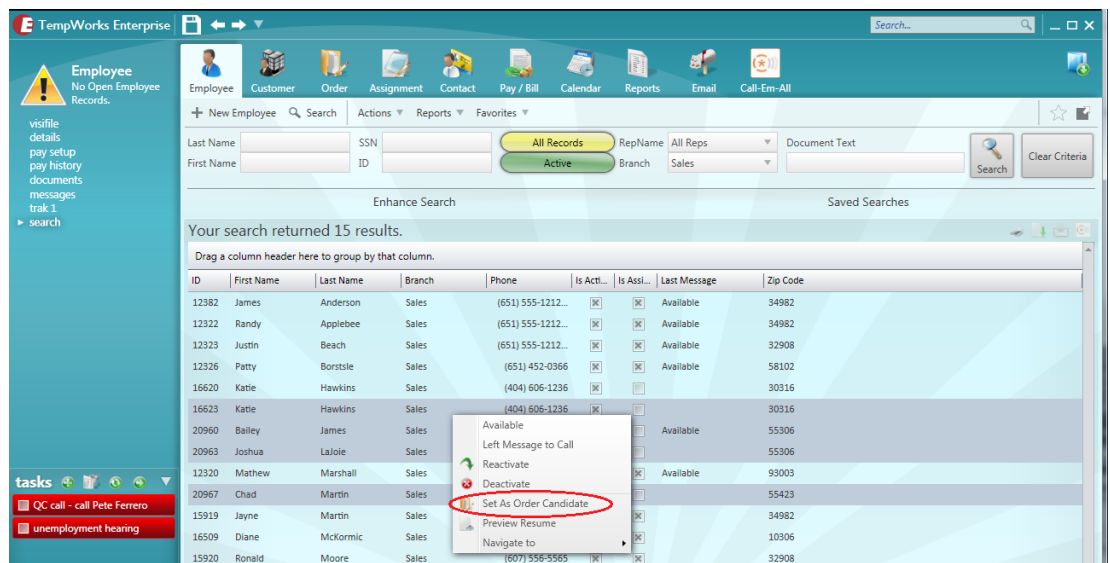 TempWorks Enterprise
Search...
Employee
No Open Employee
Records.
visifile
details
pay setup
pay history
documents
messages
trak 1
search
Employee Customer Order Assignment Contact Pay / Bill Calendar Reports Email Call-Em-All
New Employee Search Actions Reports Favorites
Last Name SSN All Records RepName All Reps Document Text
First Name ID Active Branch Sales
Search Clear Criteria
Enhance Search Saved Searches
Your search returned 15 results.
Drag a column header here to group by that column.
ID First Name Last Name Branch Phone Is Acti... Is Assi... Last Message Zip Code
12382 James Anderson Sales (651) 555-1212... Available 34982
12322 Randy Applebee Sales (651) 555-1212... Available 34982
12323 Justin Beach Sales (651) 555-1212... Available 32908
12326 Patty Borstsle Sales (651) 452-0366 Available 58102
16620 Katie Hawkins Sales (404) 606-1236 30316
16623 Katie Hawkins Sales (404) 606-1236 30316
20960 Bailey James Sales Available 55306
20963 Joshua LaJoie Sales 55306
12320 Mathew Marshall Sales Available 93003
20967 Chad Martin Sales 55423
15919 Jayne Martin Sales 34982
16509 Diane McKormic Sales 10306
15920 Ronald Moore Sales (607) 556-5565 32908
Available
Left Message to Call
Reactivate
Deactivate
Set As Order Candidate
Preview Resume
Navigate to
tasks
QC call - call Pete Ferrero
unemployment hearing